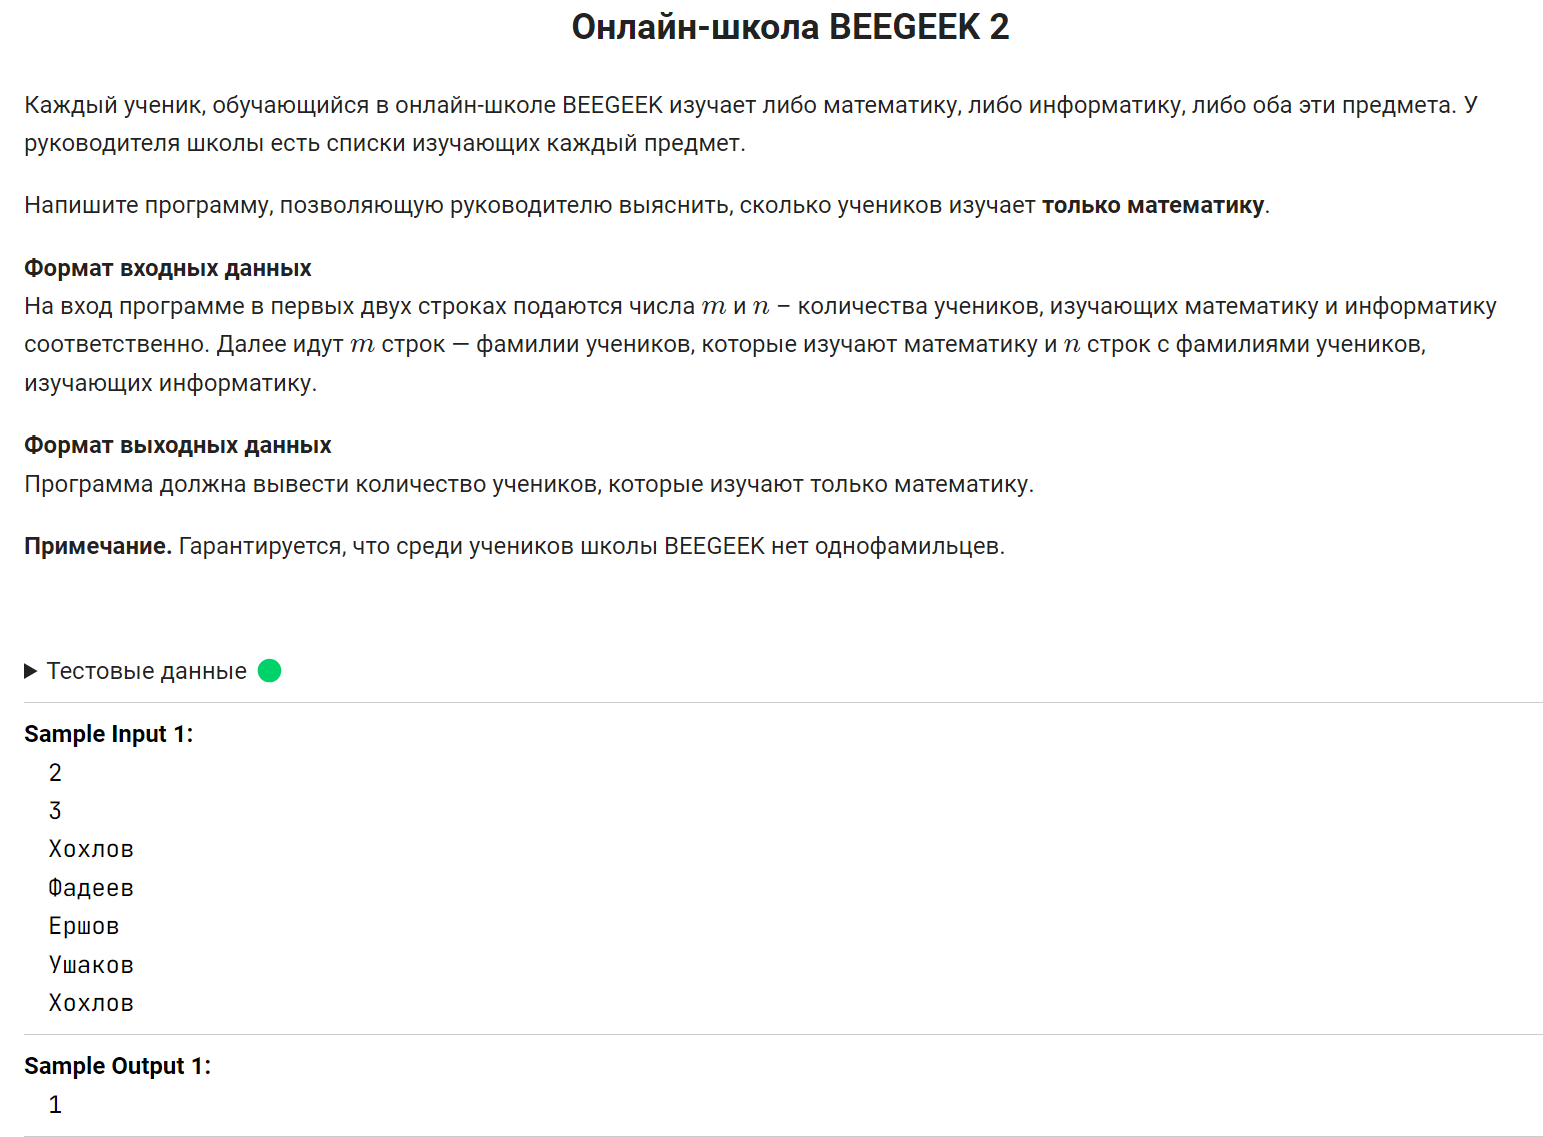 Онлайн-школа BEEGEEK 2
Каждый ученик, обучающийся в онлайн-школе BEEGEEK изучает либо математику, либо информатику, либо оба эти предмета. У
руководителя школы есть списки изучающих каждый предмет.
Напишите программу, позволяющую руководителю выяснить, сколько учеников изучает только математику.
Формат входных данных
На вход программе в первых двух строках подаются числа m и n – количества учеников, изучающих математику и информатику
соответственно. Далее идут m строк — фамилии учеников, которые изучают математику и n строк с фамилиями учеников,
изучающих информатику.
Формат выходных данных
Программа должна вывести количество учеников, которые изучают только математику.
Примечание. Гарантируется, что среди учеников школы BEEGEEK нет однофамильцев.
Тестовые данные
Sample Input 1:
2
3
Хохлов
Фадеев
Ершов
Ушаков
Хохлов
Sample Output 1:
1